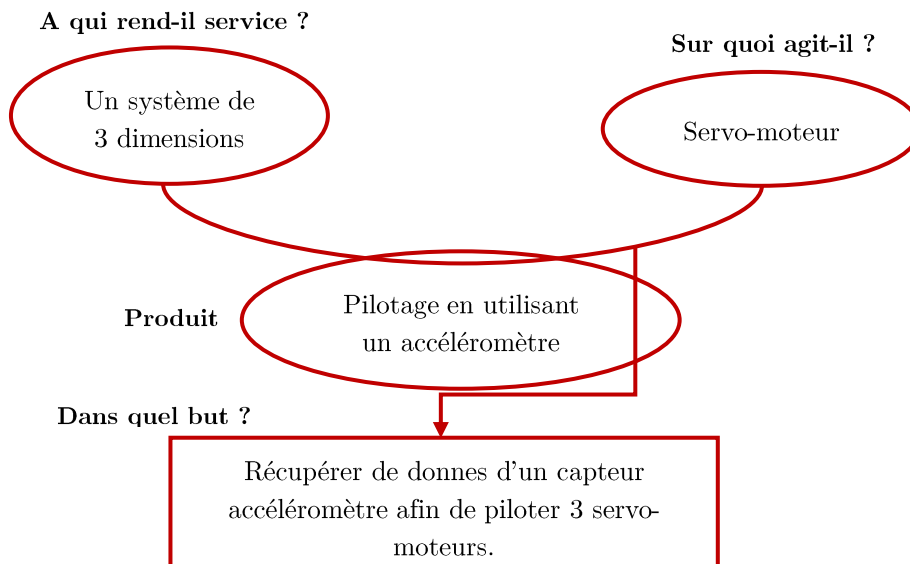 A qui rend-il service ?
Sur quoi agit-il ?
Un système de
3 dimensions
Servo-moteur
Pilotage en utilisant
un accéléromètre
Produit
Dans quel but ?
Récupérer de donnes d'un capteur
accéléromètre afin de piloter 3 servo-
moteurs.